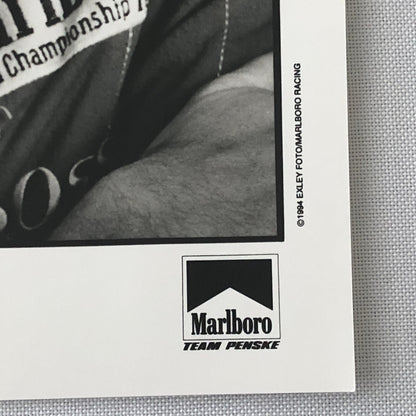 Championship
©1994 EXLEY FOTO/MARLBORO RACING
Marlboro
TEAM PENSKE